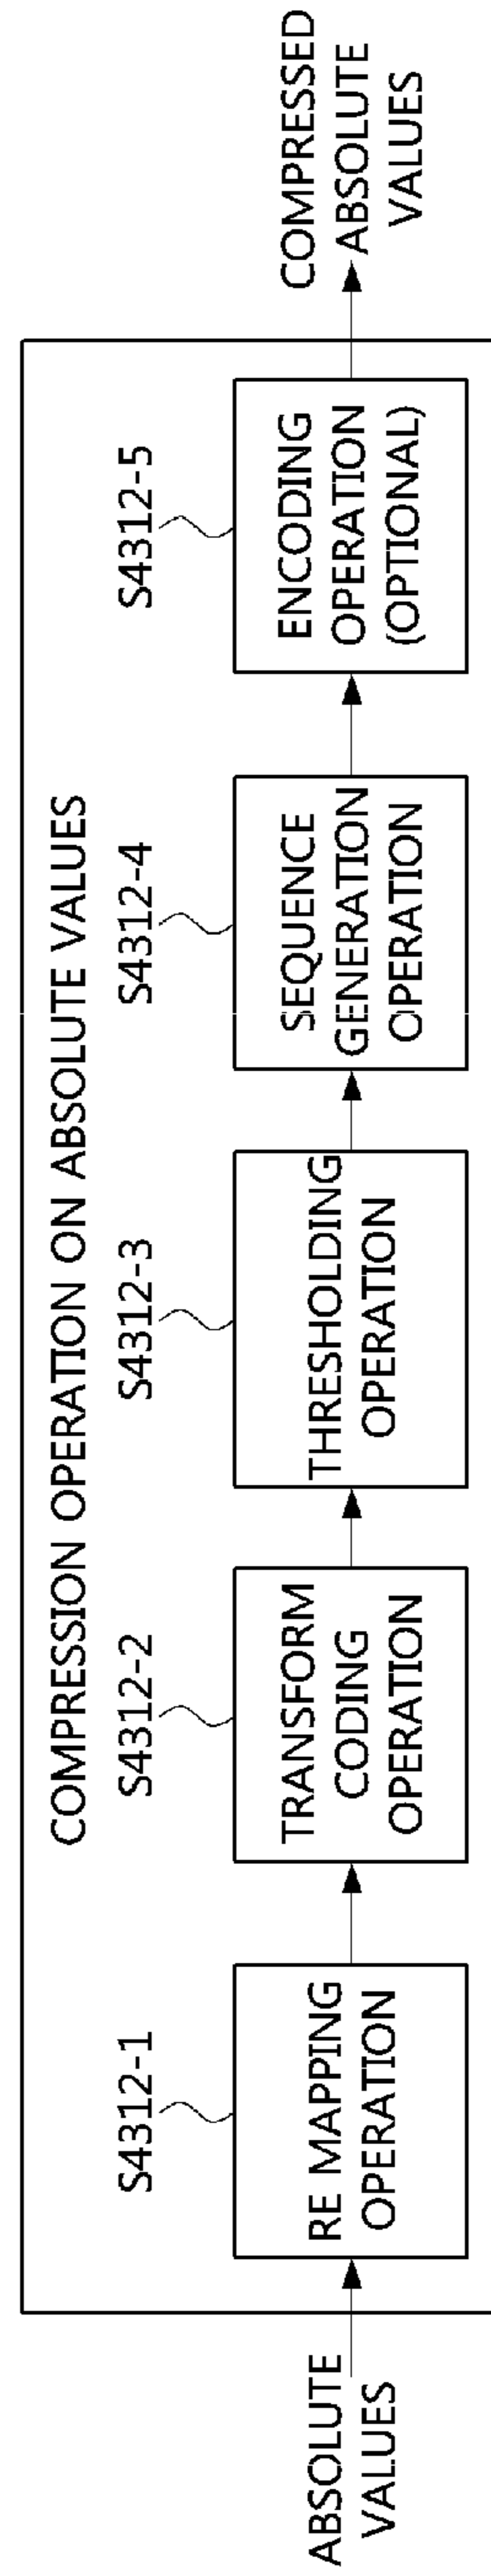 COMPRESSION OPERATION ON ABSOLUTE VALUES
ABSOLUTE
VALUES
S4312-1
RE MAPPING
OPERATION
S4312-2
TRANSFORM
CODING
OPERATION
S4312-3
THRESHOLDING
OPERATION
S4312-4
SEQUENCE
GENERATION
OPERATION
S4312-5
ENCODING
OPERATION
(OPTIONAL)
COMPRESSED
ABSOLUTE
VALUES